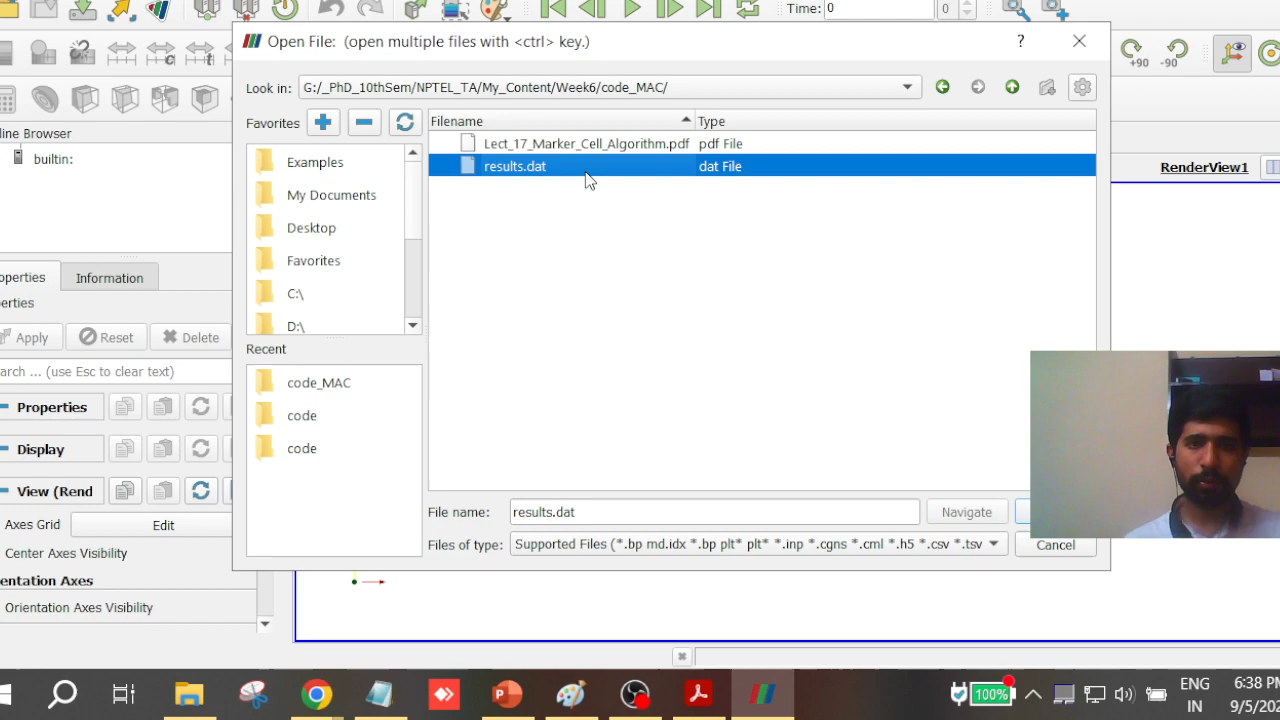 Time: 0
0
Open File: (open multiple files with <ctrl> key.)
?
+90
-90
Look in:
G:/_PhD_10thSem/NPTEL_TA/My_Content/Week6/code_MAC/
Favorites
Filename
Type
Examples
My Documents
Desktop
Favorites
C:\
D:\
Lect_17_Marker_Cell_Algorithm.pdf
pdf File
results.dat
dat File
line Browser
builtin:
RenderView1
operties
Information
perties
Apply
Reset
Delete
arch ... (use Esc to clear text)
Properties
Display
View (Rend
Axes Grid
Edit
Center Axes Visibility
entation Axes
Orientation Axes Visibility
Recent
code_MAC
code
code
File name:
results.dat
Navigate
Files of type:
Supported Files (*.bp md.idx *.bp plt* plt* *.inp *.cgns *.cml *.h5 *.csv *.tsv
Cancel
100%
ENG
IN
6:38 PM
9/5/202